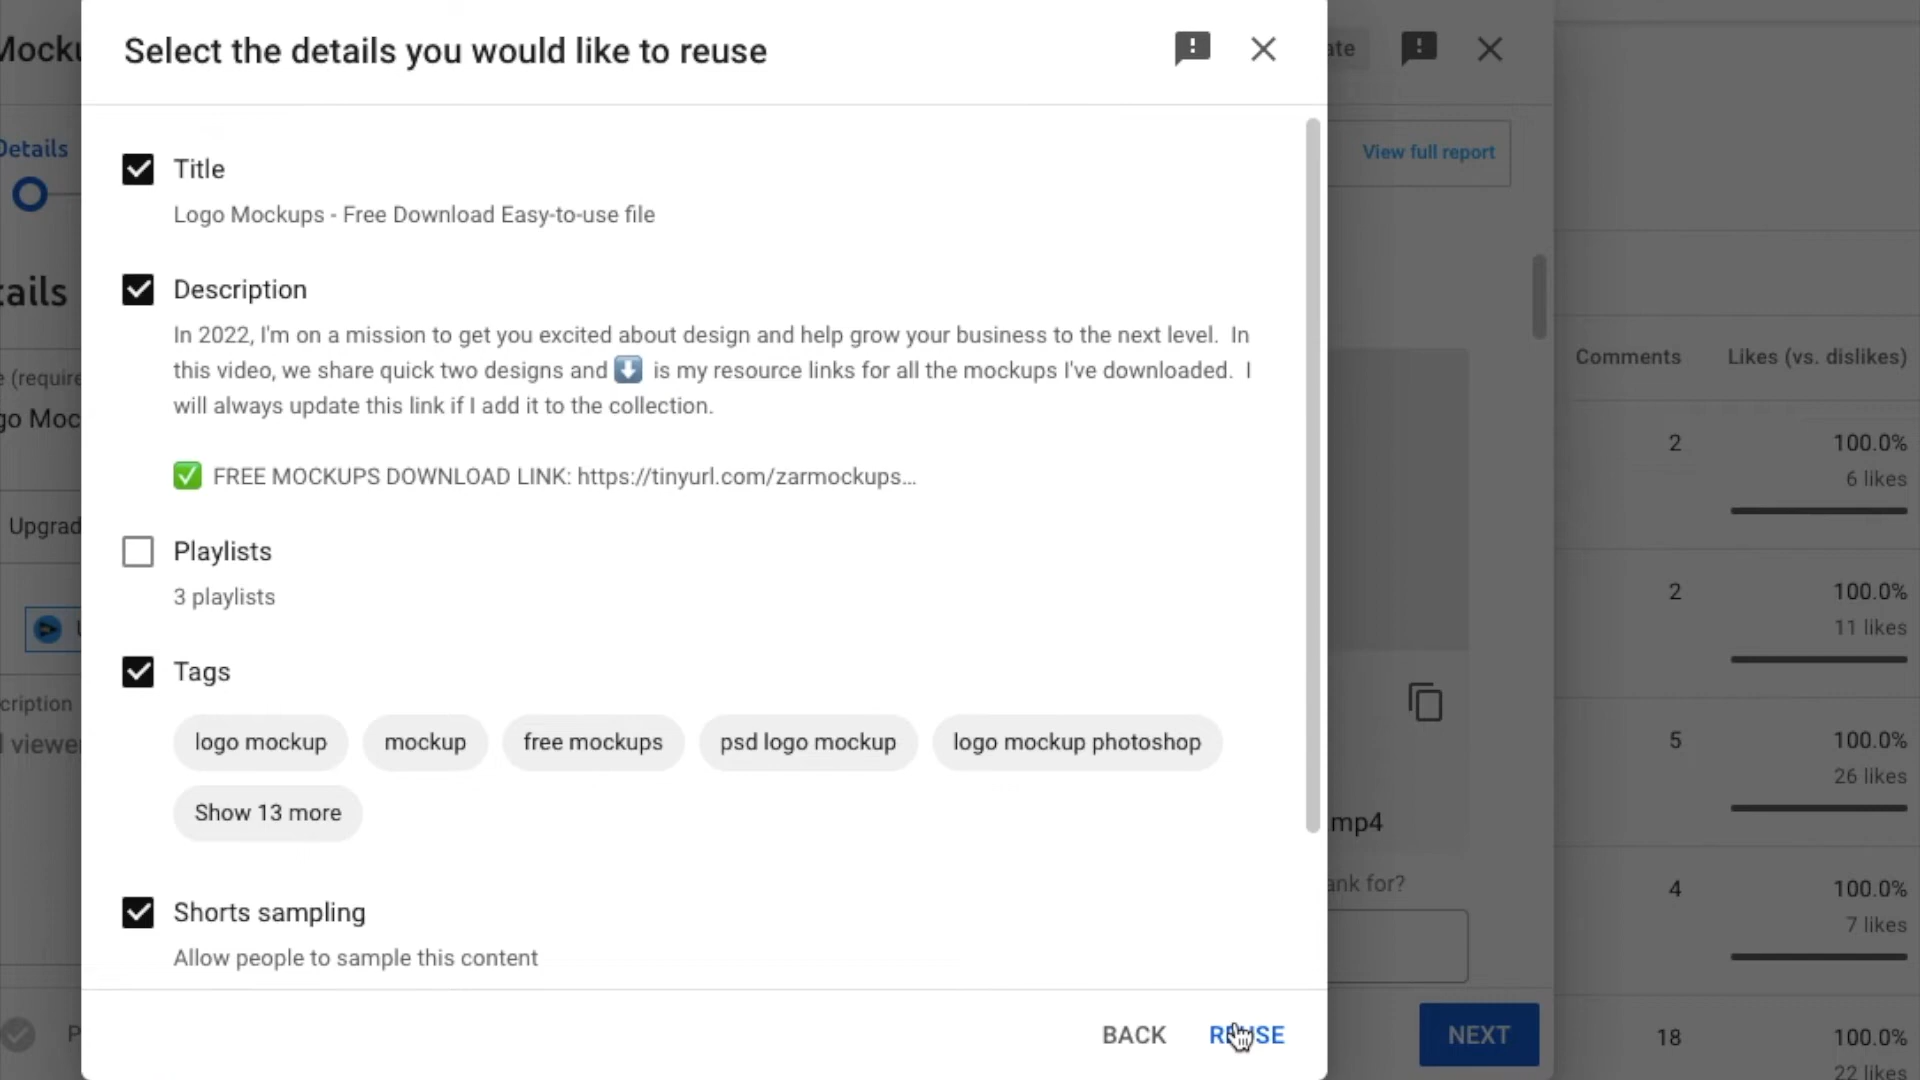 Select the details you would like to reuse
View full report
Details
Title
Logo Mockups - Free Download Easy-to-use file
Description
In 2022, I'm on a mission to get you excited about design and help grow your business to the next level. In
this video, we share quick two designs and ⬇️ is my resource links for all the mockups I've downloaded. I
will always update this link if I add it to the collection.
✅ FREE MOCKUPS DOWNLOAD LINK: https://tinyurl.com/zarmockups...
Playlists
3 playlists
Tags
logo mockup mockup free mockups psd logo mockup logo mockup photoshop
Show 13 more
Shorts sampling
Allow people to sample this content
BACK REUSE
mp4
for?
NEXT
Comments Likes (vs. dislikes)
2 100.0%
6 likes
2 100.0%
11 likes
5 100.0%
26 likes
4 100.0%
7 likes
18 100.0%
22 likes